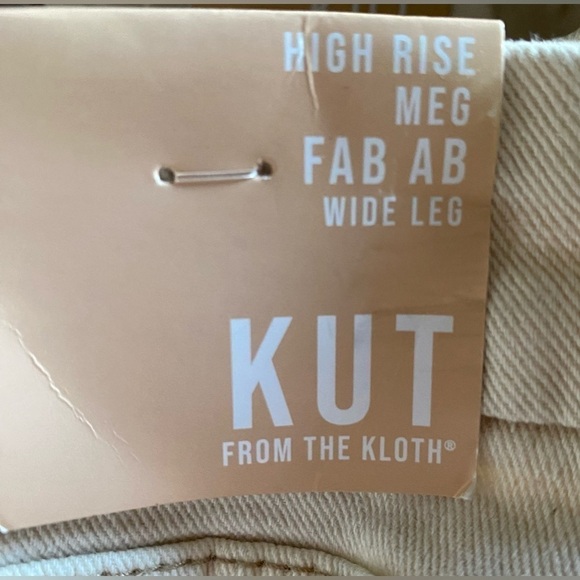 HIGH RISE
MEG
FAB AB
WIDE LEG
KUT
FROM THE KLOTH®